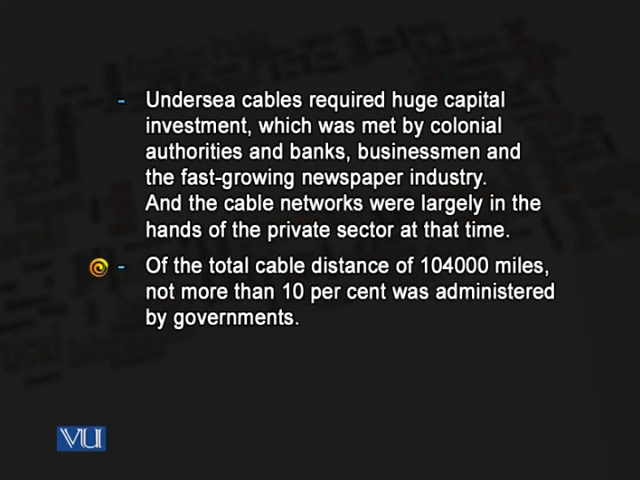 - Undersea cables required huge capital
investment, which was met by colonial
authorities and banks, businessmen and
the fast-growing newspaper industry.
And the cable networks were largely in the
hands of the private sector at that time.
- Of the total cable distance of 104000 miles,
not more than 10 per cent was administered
by governments.
VU